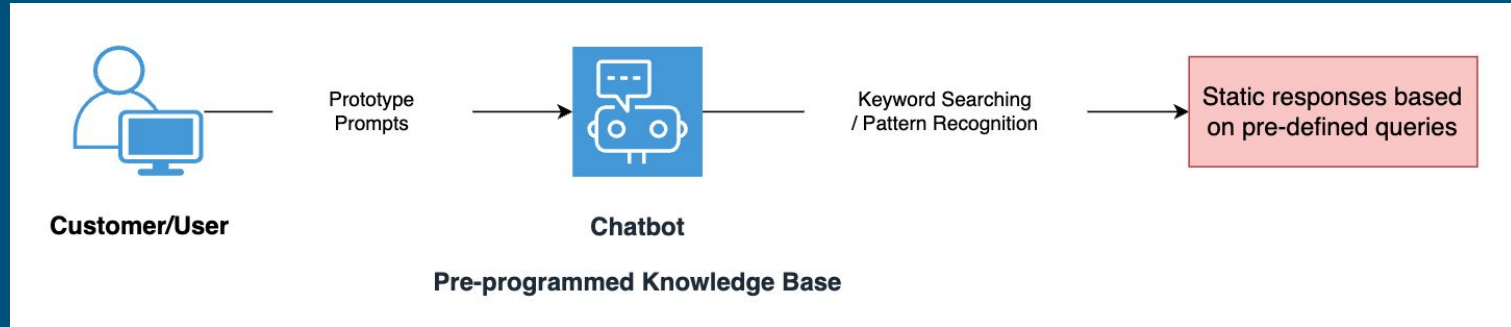 Prototype
Prompts
Keyword Searching
/ Pattern Recognition
Static responses based
on pre-defined queries
Customer/User
Chatbot
Pre-programmed Knowledge Base